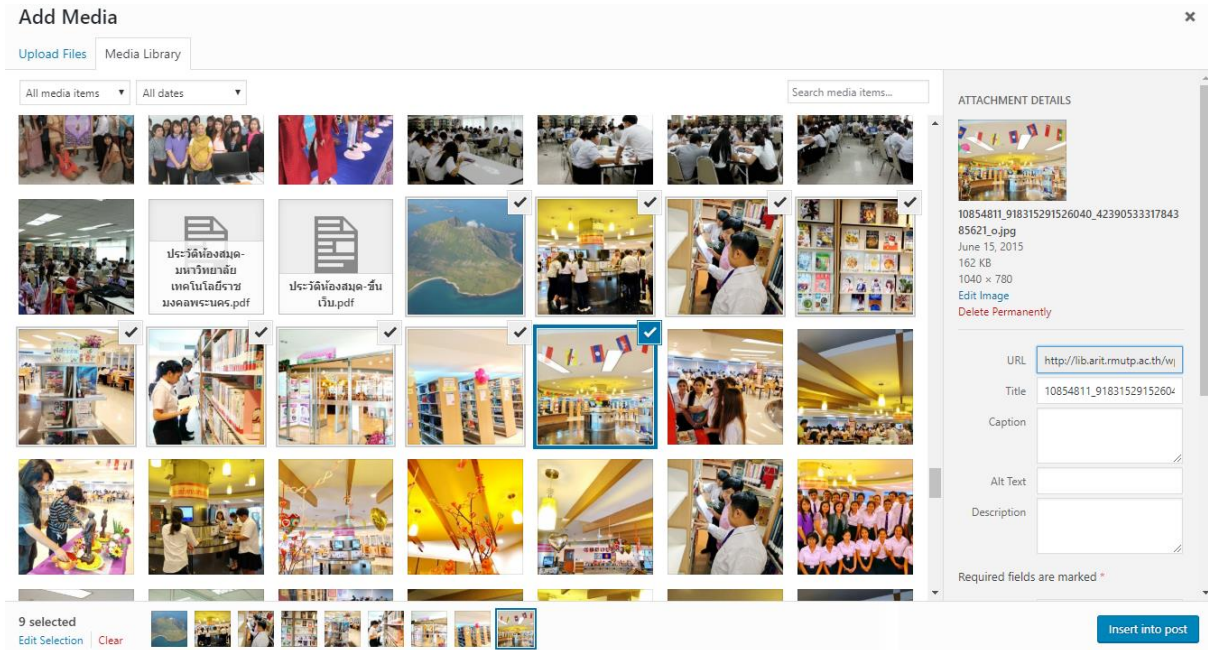 Add Media
×
Upload Files
Media Library
All media items
All dates
Search media items...
ประวัติห้องสมุด-
มหาวิทยาลัย
เทคโนโลยีราช
มงคลพระนคร.pdf
ประวัติห้องสมุด-ขึ้น
เว็บ.pdf
ATTACHMENT DETAILS
10854811_918315291526040_42390533317843
85621_o.jpg
June 15, 2015
162 KB
1040 × 780
Edit Image
Delete Permanently
URL
http://lib.arit.rmutp.ac.th/wp
Title
10854811_91831529152604
Caption
Alt Text
Description
Required fields are marked *
9 selected
Edit Selection
Clear
Insert into post